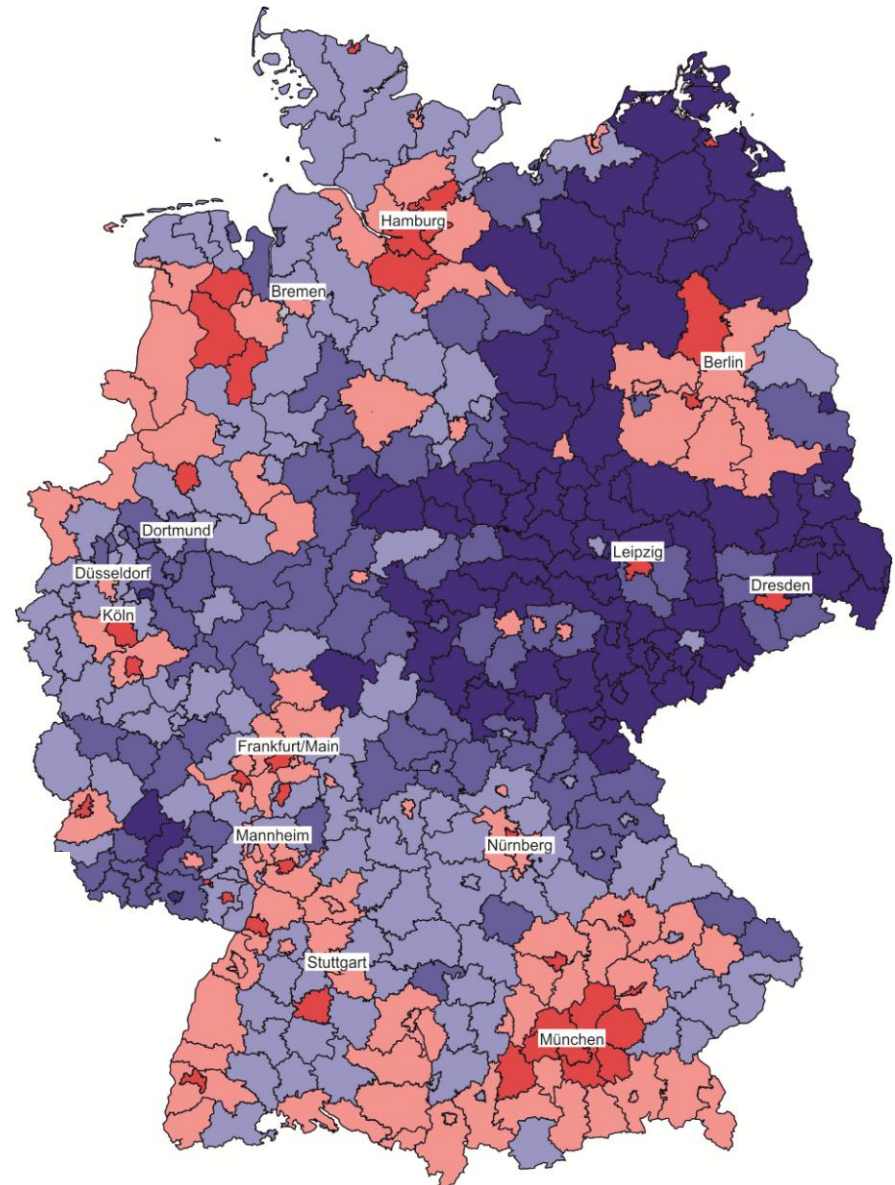 Hamburg
Bremen
Berlin
Dortmund
Leipzig
Düsseldorf
Dresden
Köln
Frankfurt/Main
Mannheim
Nürnberg
Stuttgart
München